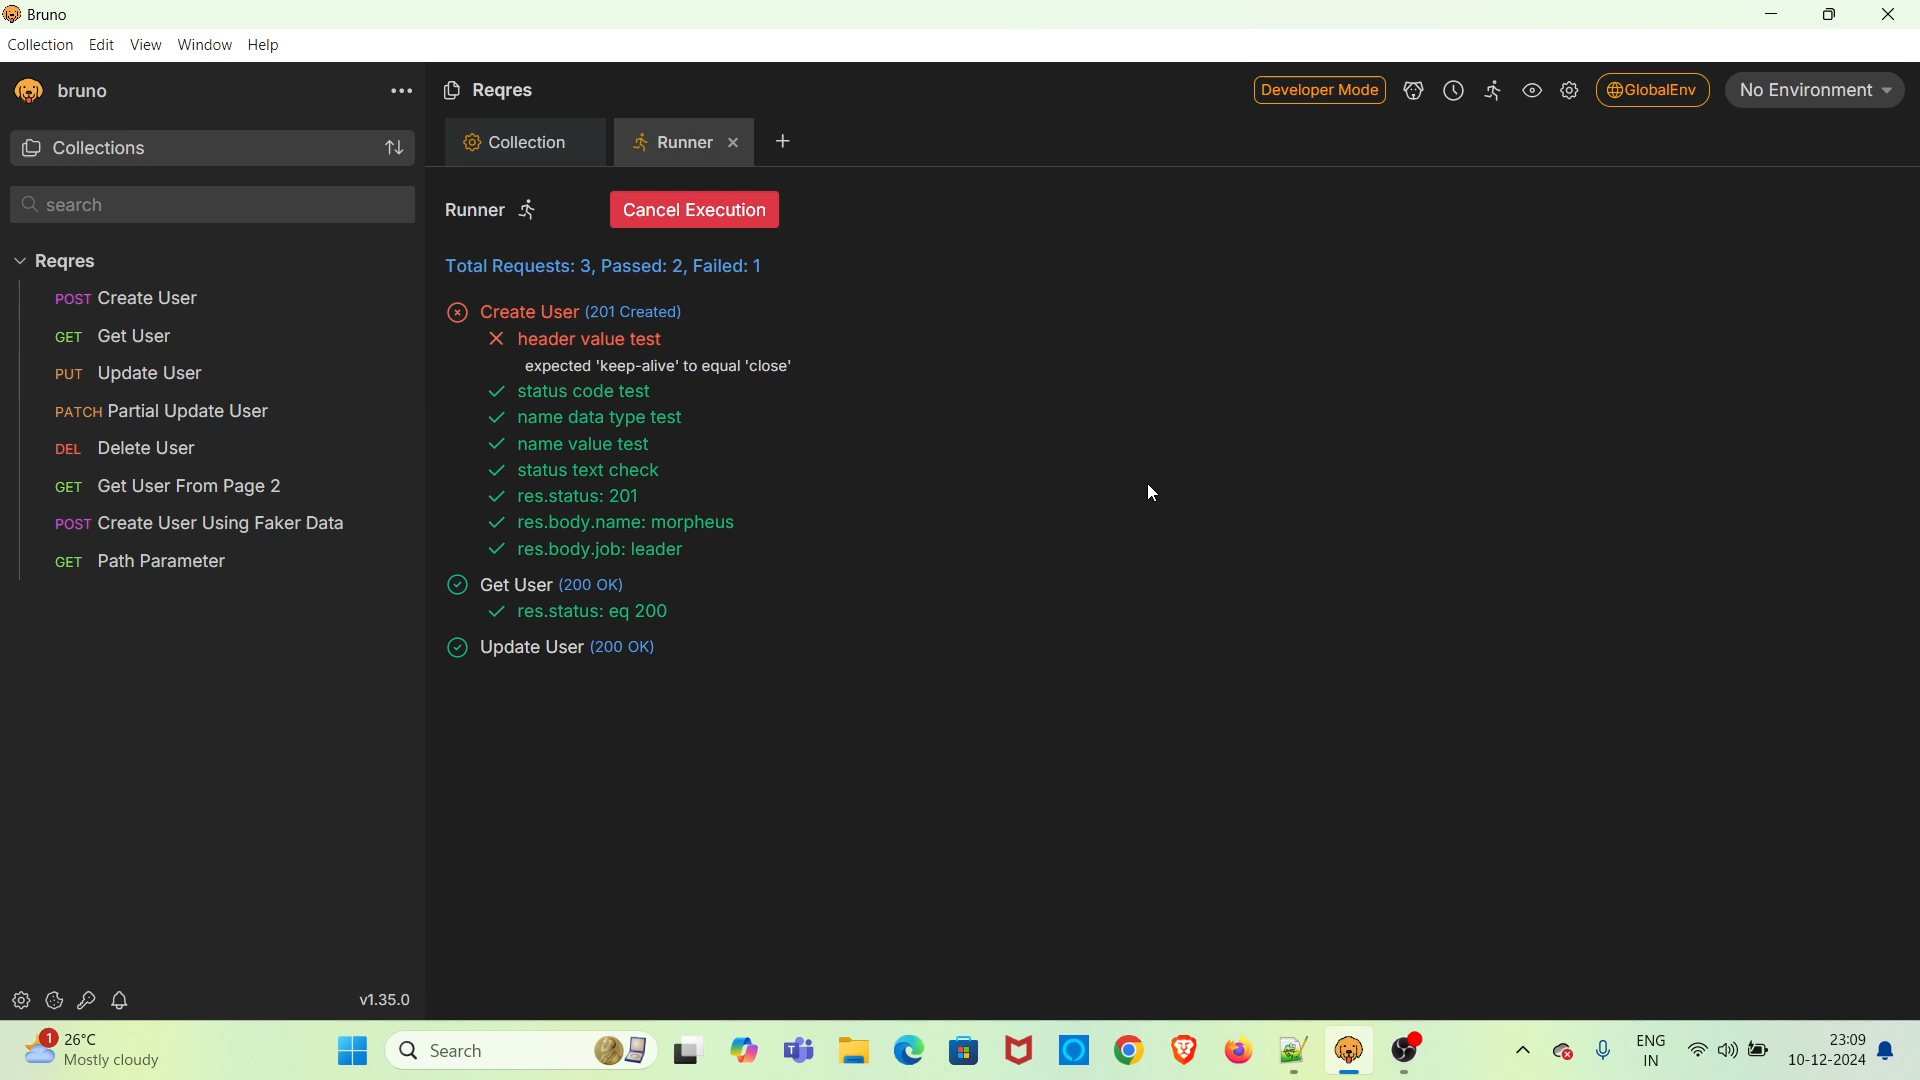 Bruno
Collection Edit View Window Help
bruno
Reqres
Developer Mode
GlobalEnv
No Environment
Collections
Collection
Runner
search
Runner
Cancel Execution
Total Requests: 3, Passed: 2, Failed: 1
Reqres
POST Create User
GET Get User
PUT Update User
PATCH Partial Update User
DEL Delete User
GET Get User From Page 2
POST Create User Using Faker Data
GET Path Parameter
Create User (201 Created)
header value test
expected 'keep-alive' to equal 'close'
status code test
name data type test
name value test
status text check
res.status: 201
res.body.name: morpheus
res.body.job: leader
Get User (200 OK)
res.status: eq 200
Update User (200 OK)
v1.35.0
1
26°C
Mostly cloudy
Search
ENG
IN
23:09
10-12-2024